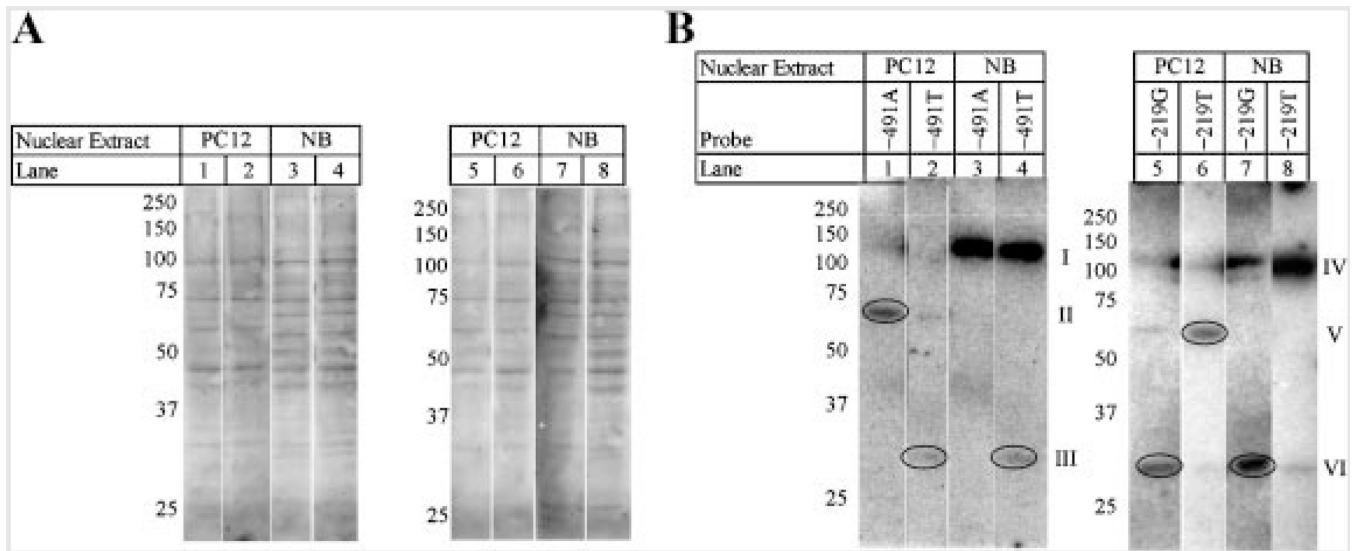 A
Nuclear Extract PC12 NB
Lane 1 2 3 4
250
150
100
75
50
37
25
PC12 NB
5 6 7 8
250
150
100
75
50
37
25
B
Nuclear Extract PC12 NB
Probe −491A −491T −491A −491T
Lane 1 2 3 4
250
150
100
75
50
37
25
I
II
III
PC12 NB
−219G −219T −219G −219T
5 6 7 8
250
150
100
75
50
37
25
IV
V
VI